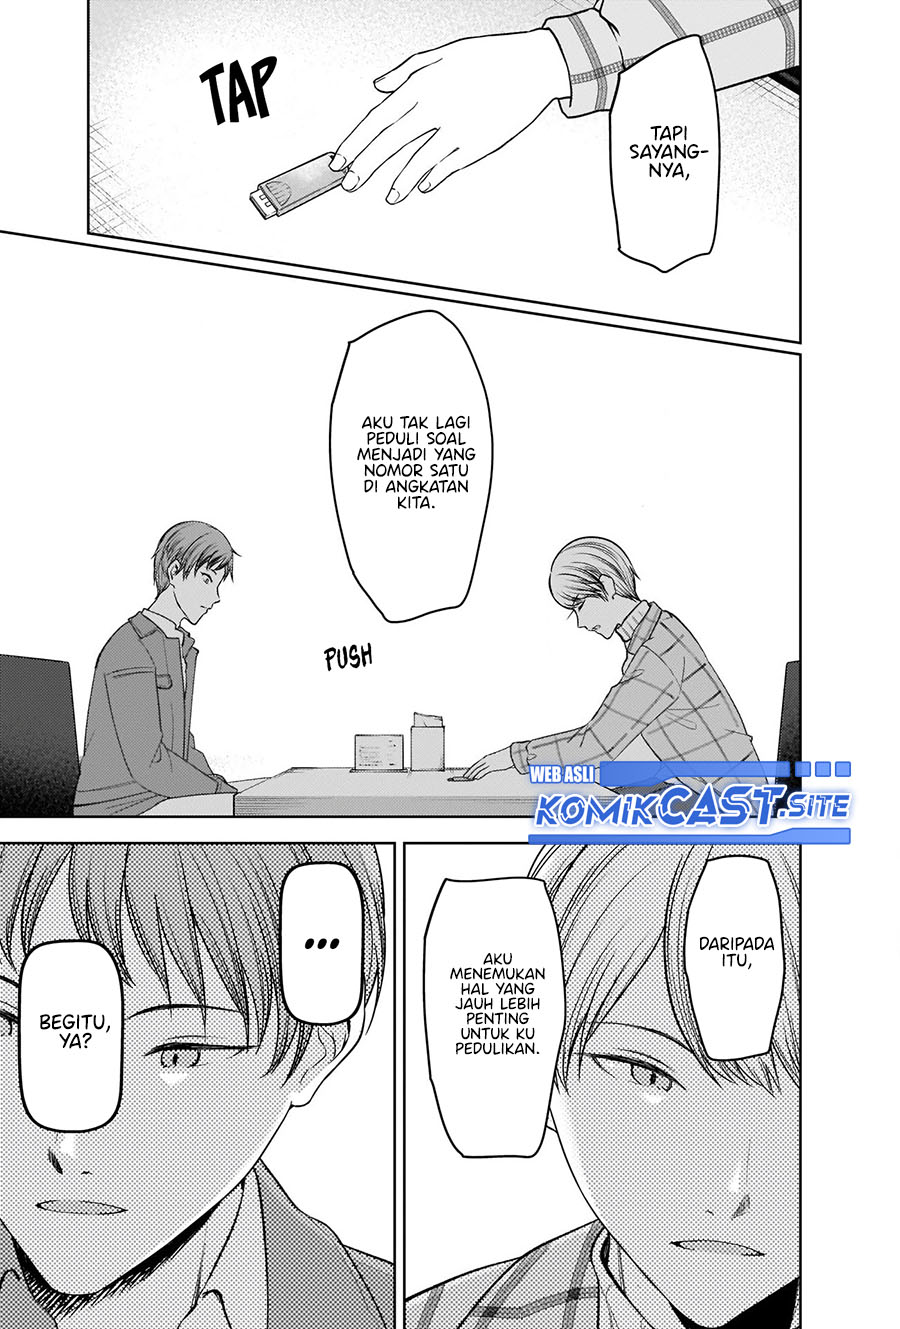 TAP
TAPI
SAYANG-
NYA,
AKU TAK LAGI
PEDULI SOAL
MENJADI YANG
NOMOR SATU
DI ANGKATAN
KITA.
PUSH
WEB ASLI
KOMIKCAST.SITE
DARIPADA
ITU,
AKU
MENEMUKAN
HAL YANG
JAUH LEBIH
PENTING
UNTUK KU
PEDULIKAN.
...
BEGITU,
YA?